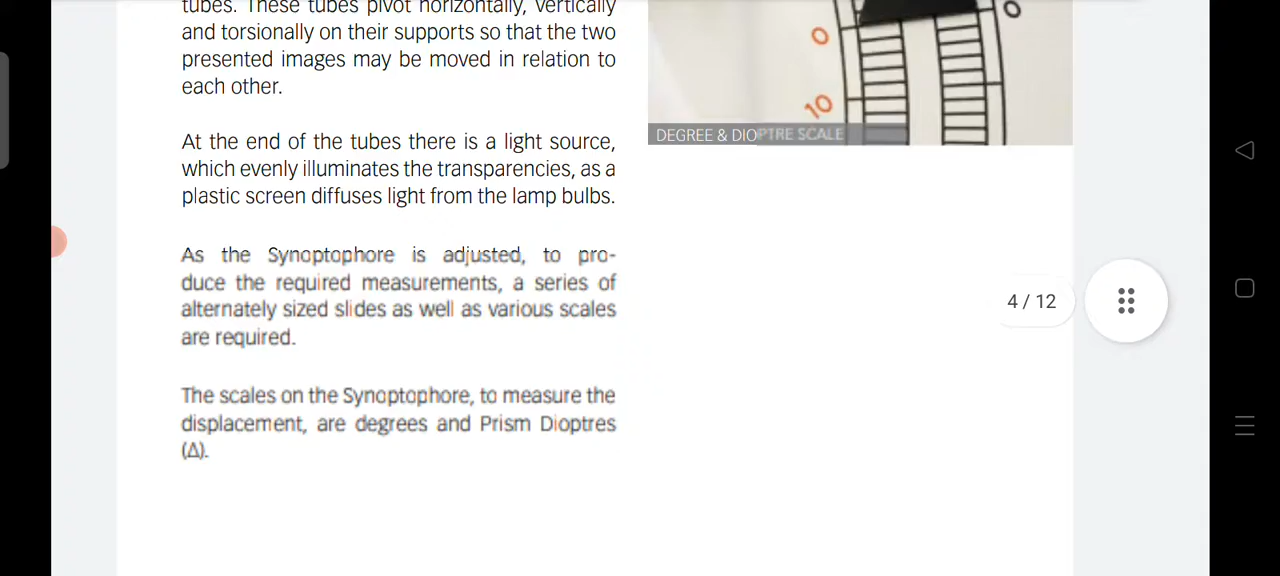 tubes. These tubes pivot horizontally, vertically
and torsionally on their supports so that the two
presented images may be moved in relation to
each other.
At the end of the tubes there is a light source,
which evenly illuminates the transparencies, as a
plastic screen diffuses light from the lamp bulbs.
As the Synoptophore is adjusted, to pro-
duce the required measurements, a series of
alternately sized slides as well as various scales
are required.
The scales on the Synoptophore, to measure the
displacement, are degrees and Prism Dioptres
(Δ).
0
0
10
DEGREE & DIOPTRE SCALE
4 / 12